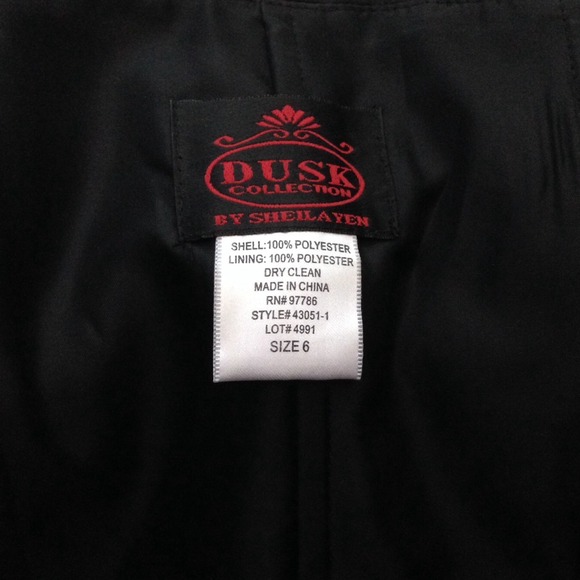 DUSK
COLLECTION
BY SHEILAYEN
SHELL:100% POLYESTER
LINING: 100% POLYESTER
DRY CLEAN
MADE IN CHINA
RN# 97786
STYLE# 43051-1
LOT# 4991
SIZE 6